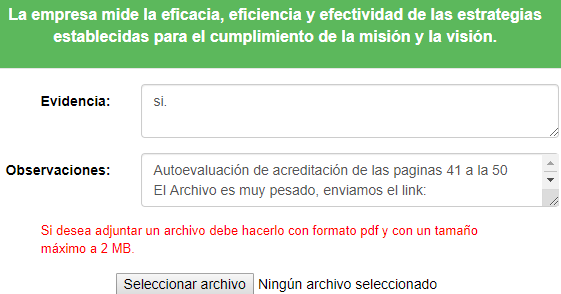 La empresa mide la eficacia, eficiencia y efectividad de las estrategias
establecidas para el cumplimiento de la misión y la visión.
Evidencia:
si.
Observaciones:
Autoevaluación de acreditación de las paginas 41 a la 50
El Archivo es muy pesado, enviamos el link:
Si desea adjuntar un archivo debe hacerlo con formato pdf y con un tamaño
máximo a 2 MB.
Seleccionar archivo Ningún archivo seleccionado